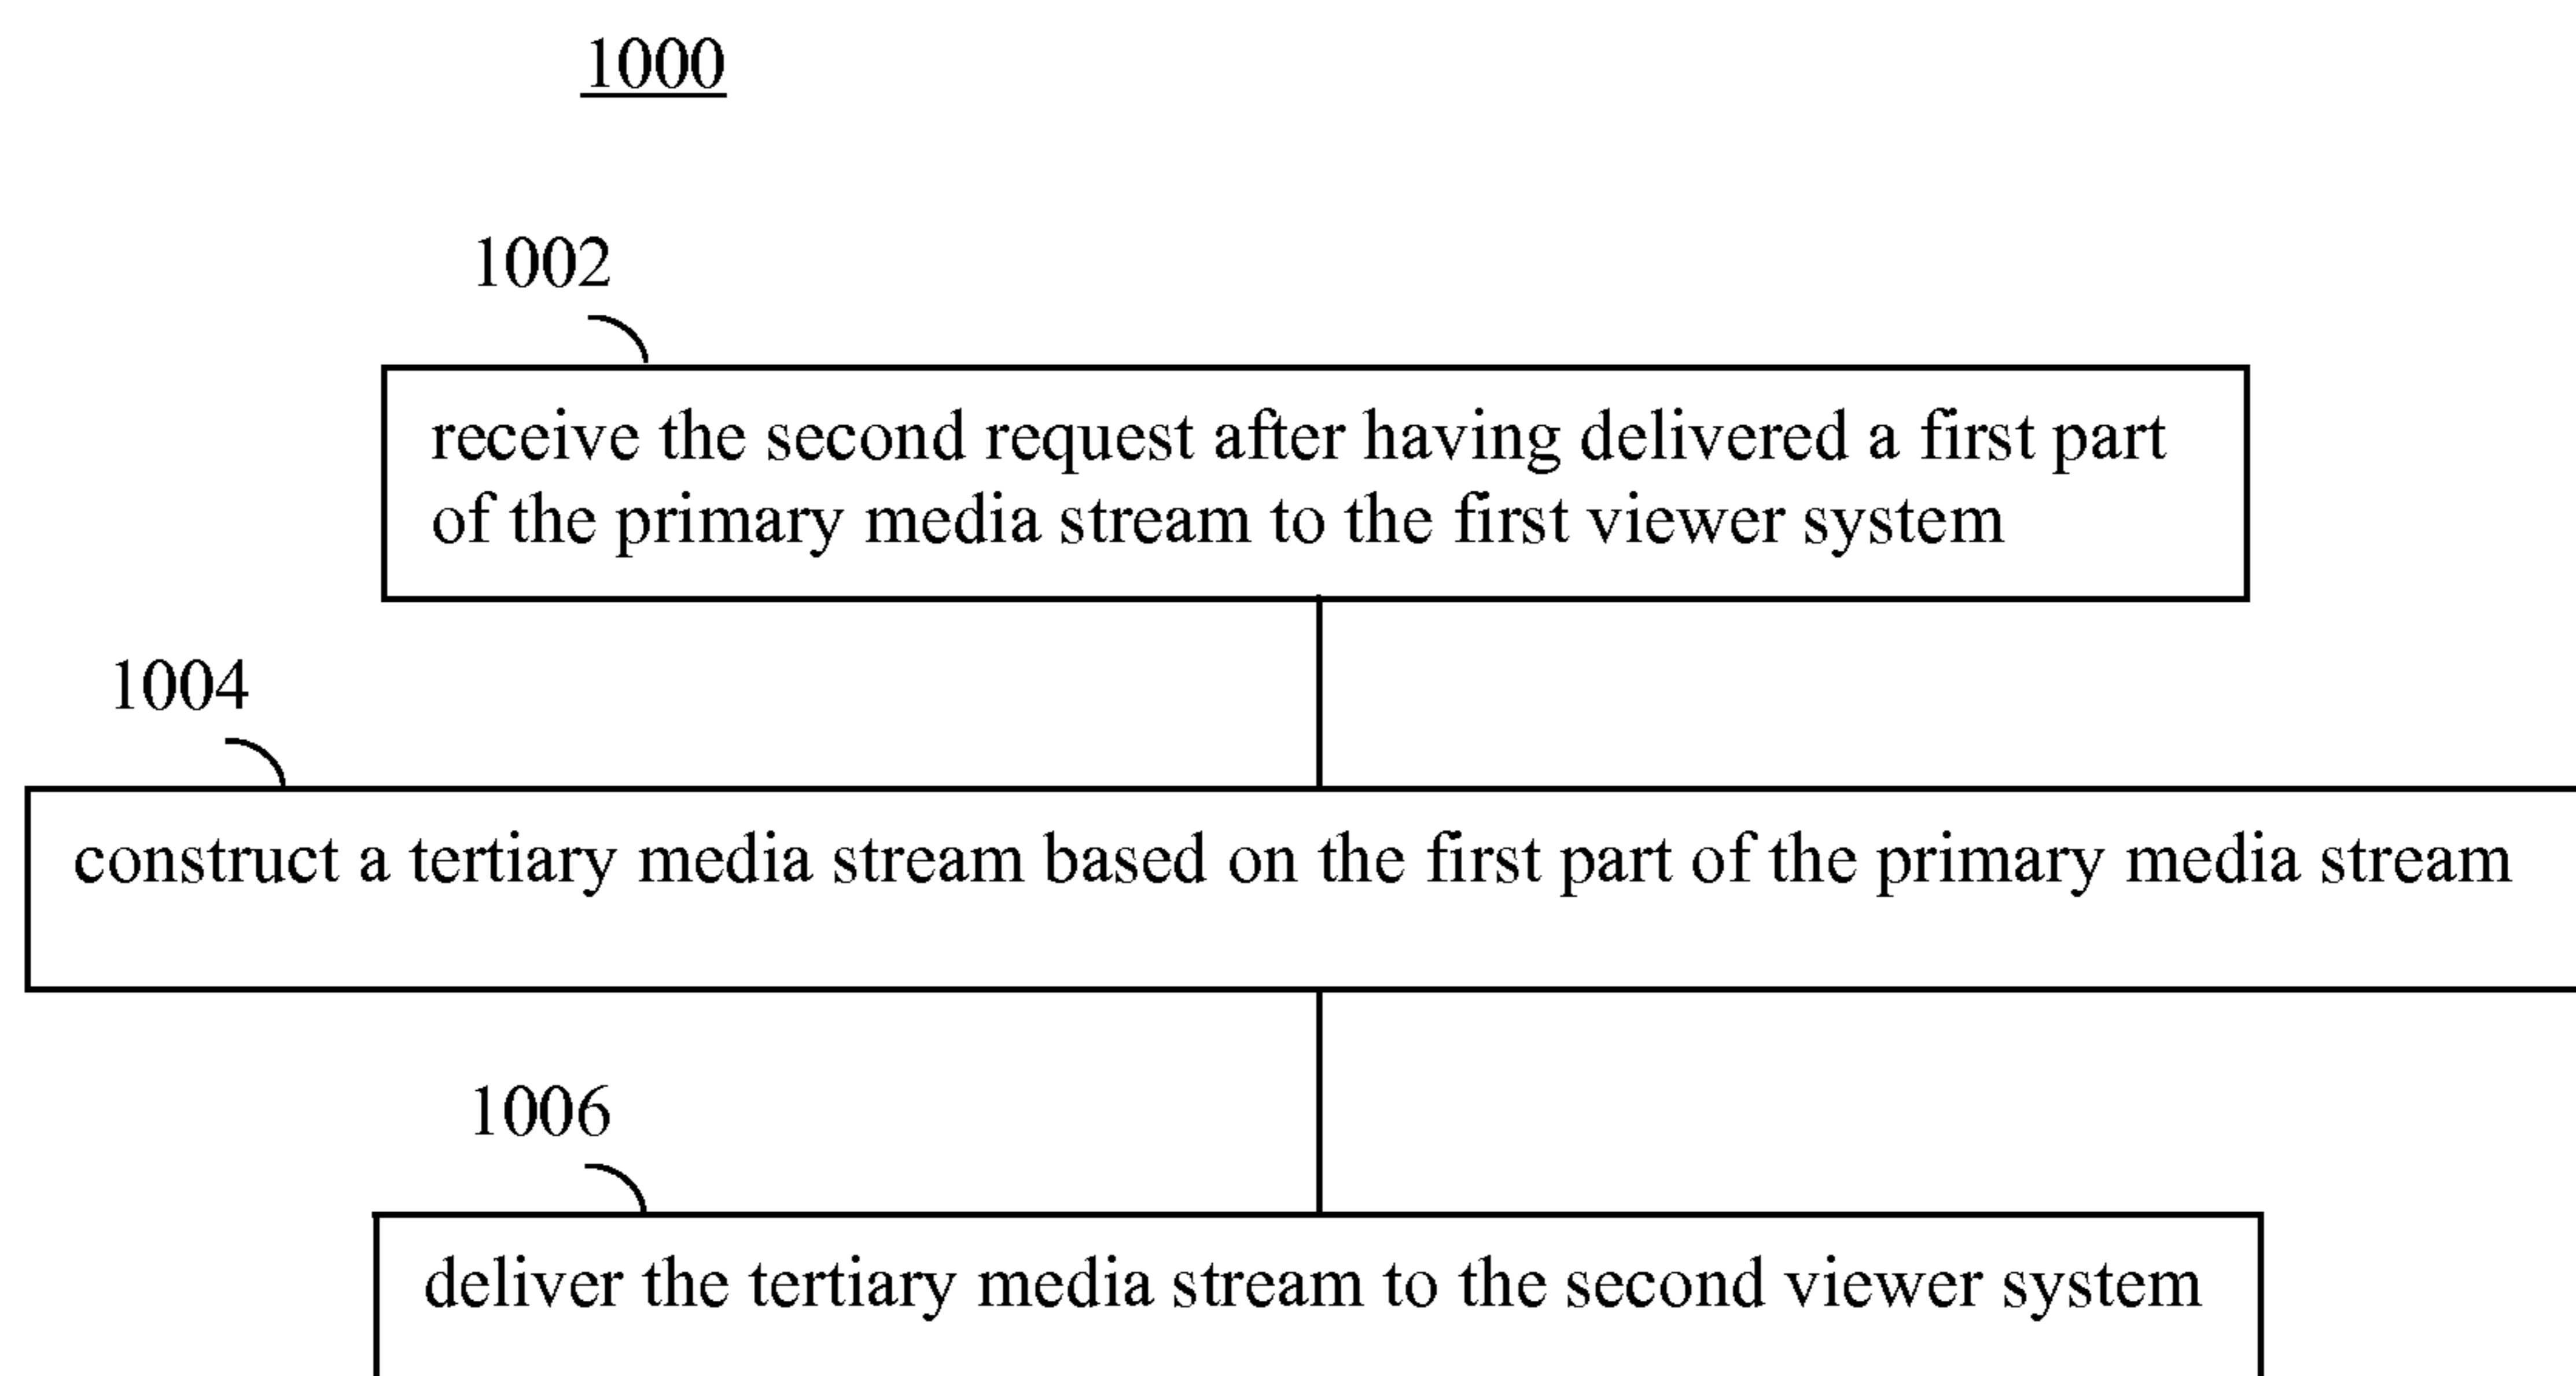 1000
1002
receive the second request after having delivered a first part
of the primary media stream to the first viewer system
1004
construct a tertiary media stream based on the first part of the primary media stream
1006
deliver the tertiary media stream to the second viewer system